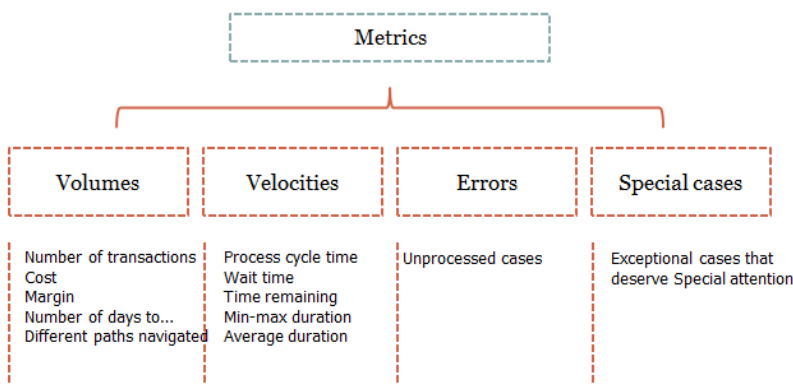 Metrics
Volumes
Velocities
Errors
Special cases
Number of transactions
Cost
Margin
Number of days to...
Different paths navigated
Process cycle time
Wait time
Time remaining
Min-max duration
Average duration
Unprocessed cases
Exceptional cases that
deserve Special attention